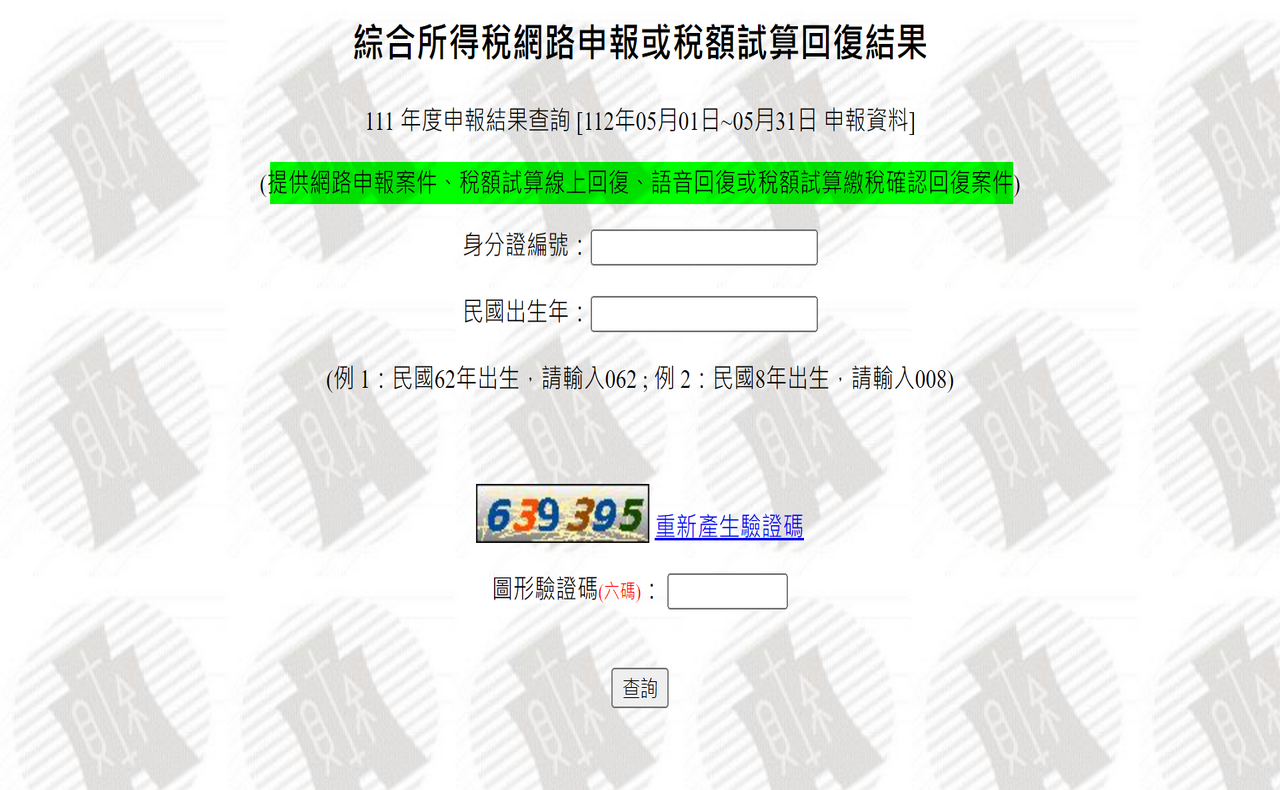 綜合所得稅網路申報或稅額試算回復結果
111 年度申報結果查詢 [112年05月01日~05月31日 申報資料]
(提供網路申報案件、稅額試算線上回復、語音回復或稅額試算繳稅確認回復案件)
身分證編號：
民國出生年：
(例 1：民國62年出生，請輸入062 ; 例 2：民國8年出生，請輸入008)
639395 重新產生驗證碼
圖形驗證碼(六碼)：
查詢